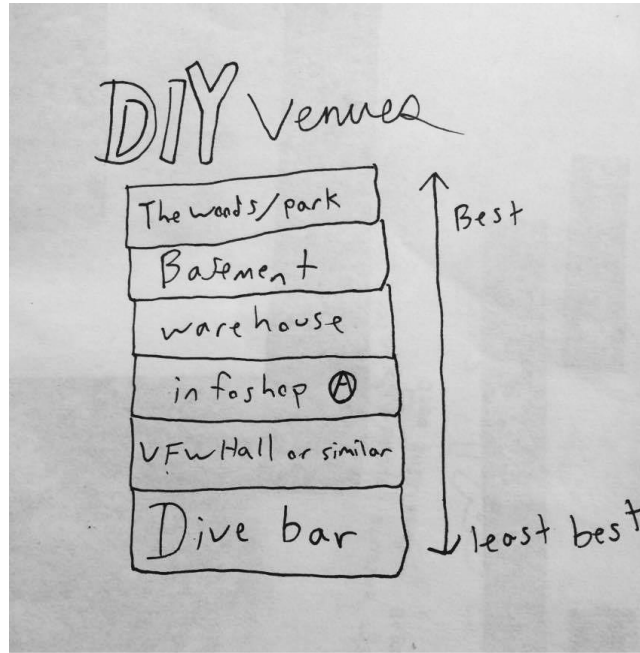 DIY Venues
The woods/park
Best
Basement
warehouse
infoshop Ⓐ
VFW Hall or similar
Dive bar
least best